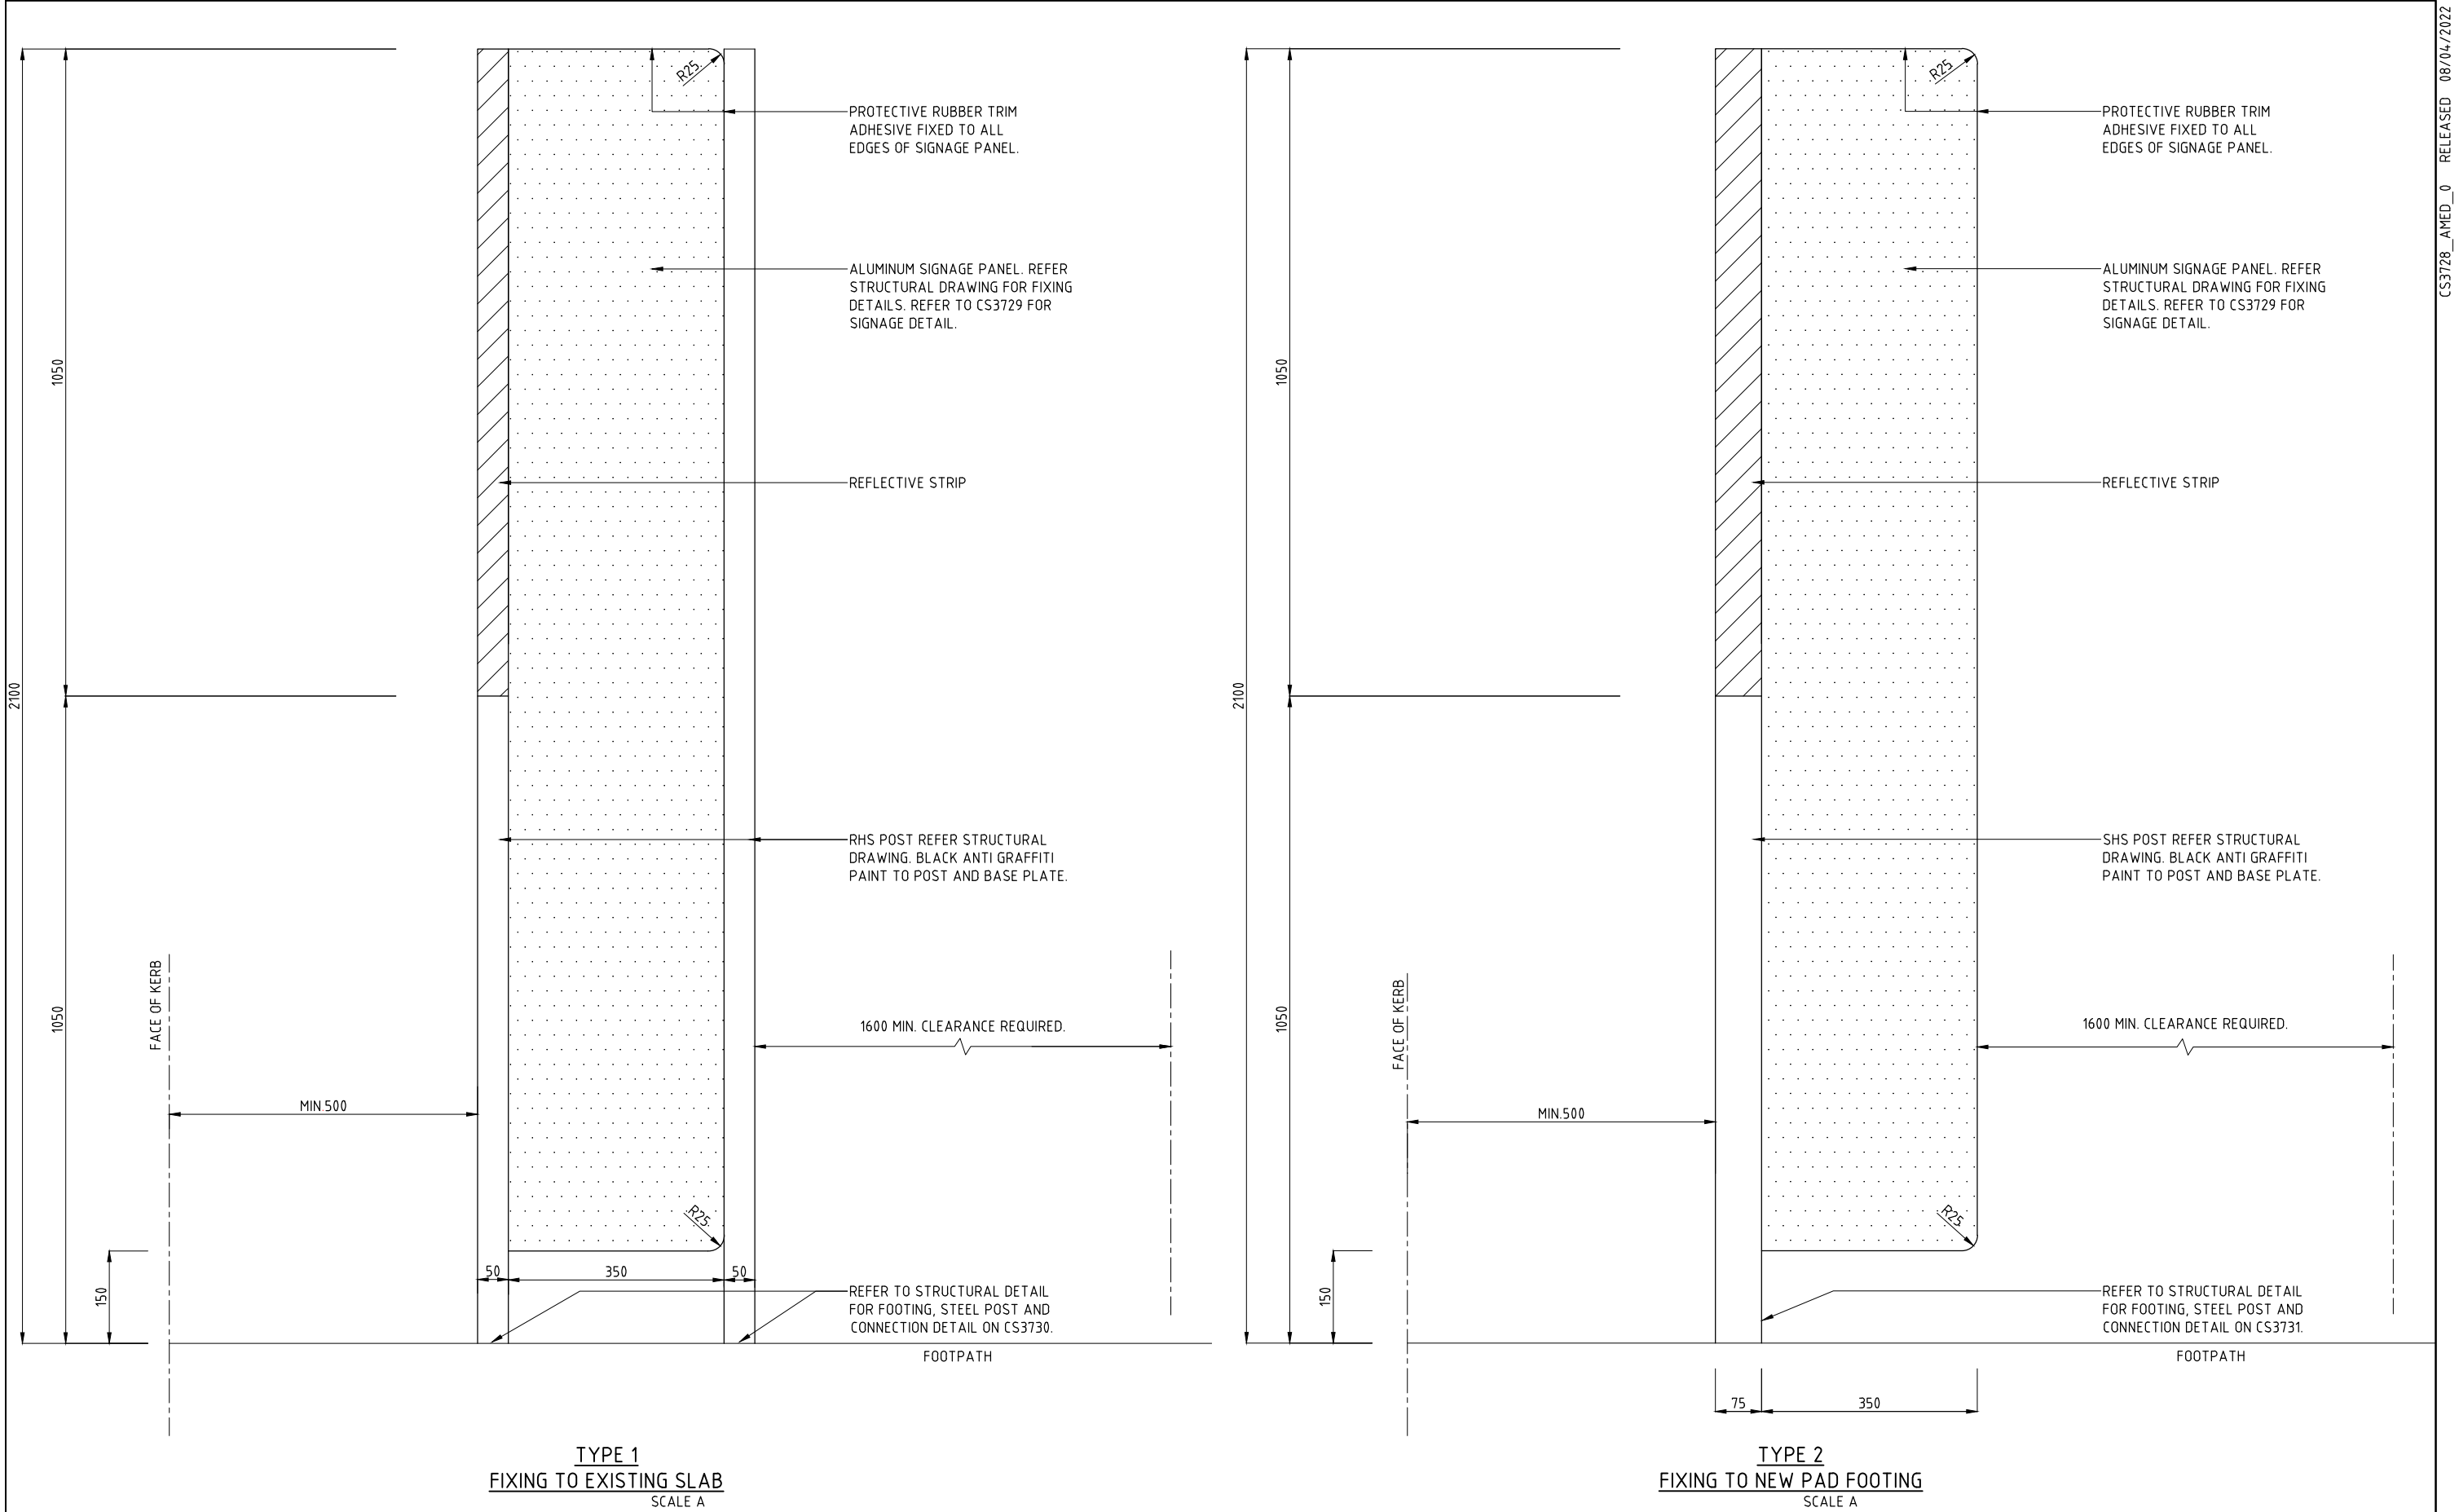 2100
1050
1050
150
FACE OF KERB
MIN.500
R25
R25
50
350
50
PROTECTIVE RUBBER TRIM
ADHESIVE FIXED TO ALL
EDGES OF SIGNAGE PANEL.
ALUMINUM SIGNAGE PANEL. REFER
STRUCTURAL DRAWING FOR FIXING
DETAILS. REFER TO CS3729 FOR
SIGNAGE DETAIL.
REFLECTIVE STRIP
RHS POST REFER STRUCTURAL
DRAWING. BLACK ANTI GRAFFITI
PAINT TO POST AND BASE PLATE.
1600 MIN. CLEARANCE REQUIRED.
REFER TO STRUCTURAL DETAIL
FOR FOOTING, STEEL POST AND
CONNECTION DETAIL ON CS3730.
FOOTPATH
TYPE 1
FIXING TO EXISTING SLAB
SCALE A
2100
1050
1050
150
FACE OF KERB
MIN.500
R25
R25
75
350
PROTECTIVE RUBBER TRIM
ADHESIVE FIXED TO ALL
EDGES OF SIGNAGE PANEL.
ALUMINUM SIGNAGE PANEL. REFER
STRUCTURAL DRAWING FOR FIXING
DETAILS. REFER TO CS3729 FOR
SIGNAGE DETAIL.
REFLECTIVE STRIP
SHS POST REFER STRUCTURAL
DRAWING. BLACK ANTI GRAFFITI
PAINT TO POST AND BASE PLATE.
1600 MIN. CLEARANCE REQUIRED.
REFER TO STRUCTURAL DETAIL
FOR FOOTING, STEEL POST AND
CONNECTION DETAIL ON CS3731.
FOOTPATH
TYPE 2
FIXING TO NEW PAD FOOTING
SCALE A
CS3728_AMED_0 RELEASED 08/04/2022